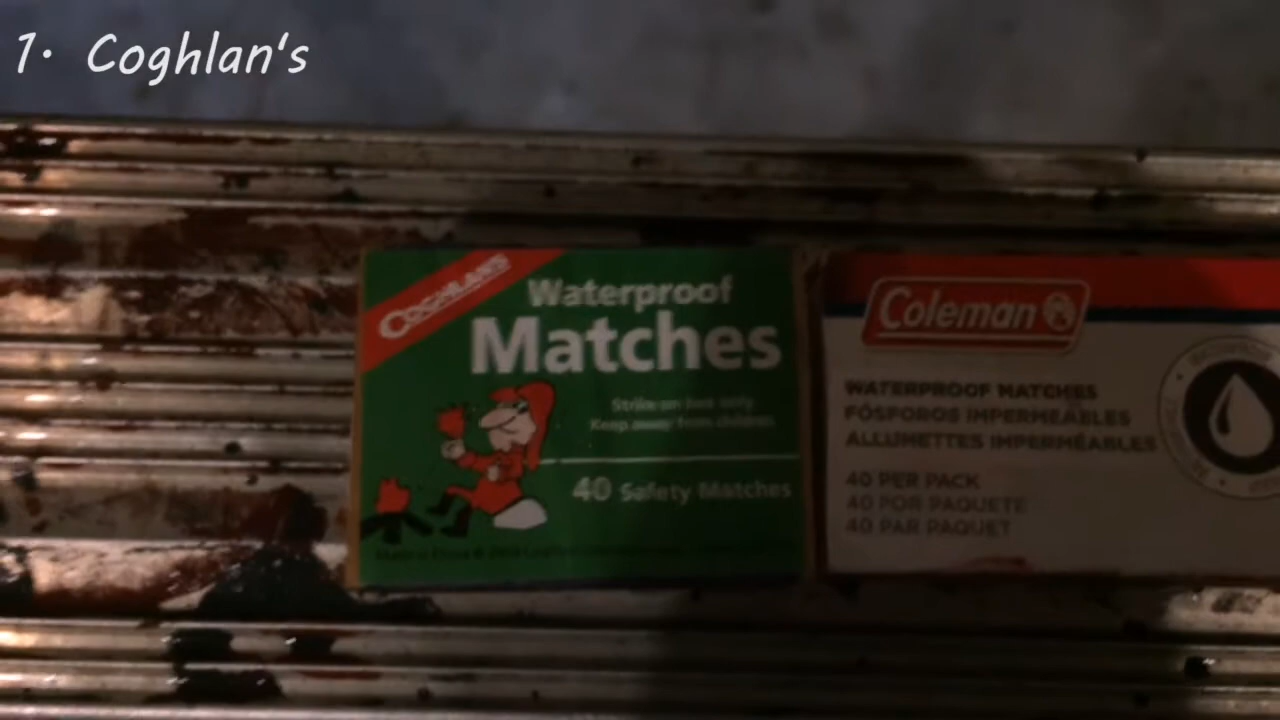 1. Coghlan's
COGHLAN'S
Waterproof
Matches
Strike on box only
Keep away from children
40 Safety Matches
Coleman
WATERPROOF MATCHES
FÓSFOROS IMPERMEABLES
ALLUMETTES IMPERMÉABLES
40 PER PACK
40 POR PAQUETE
40 PAR PAQUET